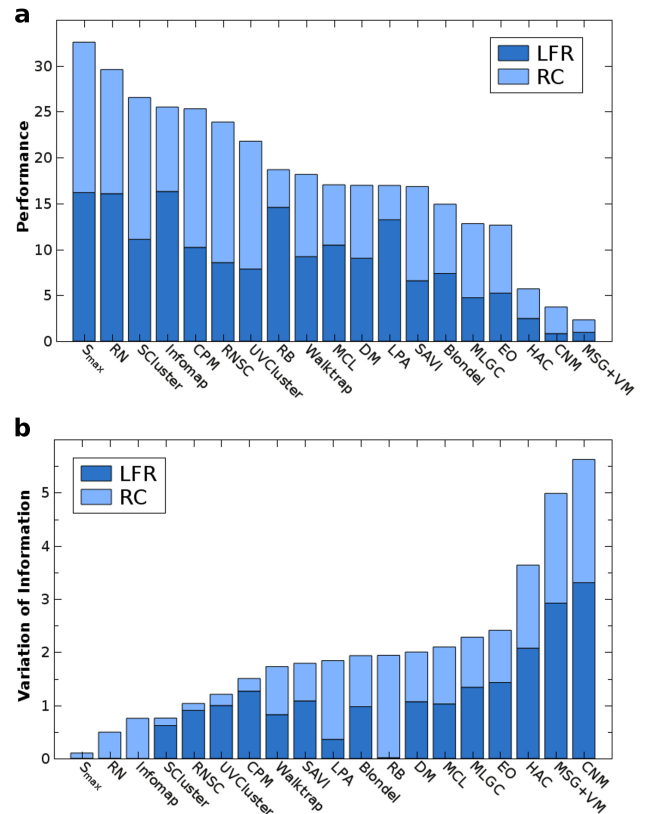 a
LFR
RC
Performance
30
25
20
15
10
5
0
Smax RN SCluster Infomap CPM RNSC UVCluster RB Walktrap MCL DM LPA SAVI Blondel MLGC EO HAC CNM MSG+VM
b
LFR
RC
Variation of Information
5
4
3
2
1
0
Smax RN Infomap SCluster RNSC UVCluster CPM Walktrap SAVI LPA Blondel RB DM MCL MLGC EO HAC MSG+VM CNM